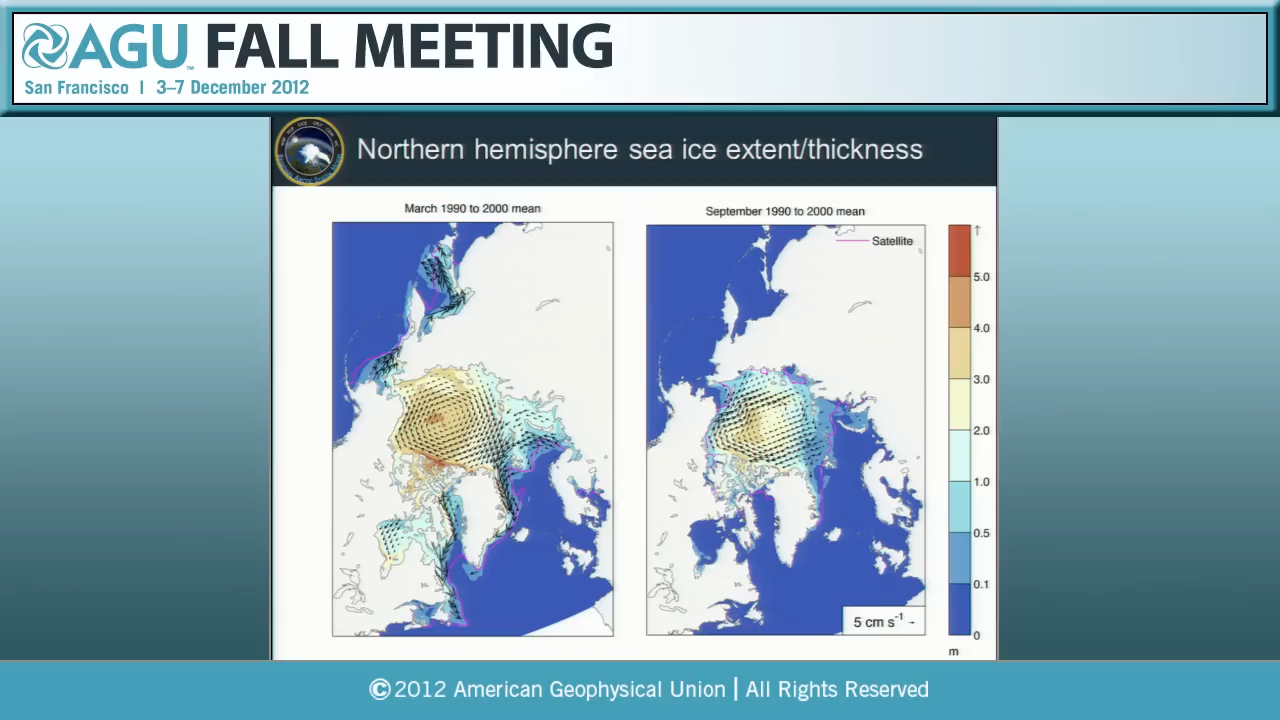 AGU FALL MEETING
San Francisco | 3–7 December 2012
Northern hemisphere sea ice extent/thickness
March 1990 to 2000 mean
September 1990 to 2000 mean
Satellite
5.0
4.0
3.0
2.0
1.0
0.5
0.1
0
m
5 cm s⁻¹
© 2012 American Geophysical Union | All Rights Reserved